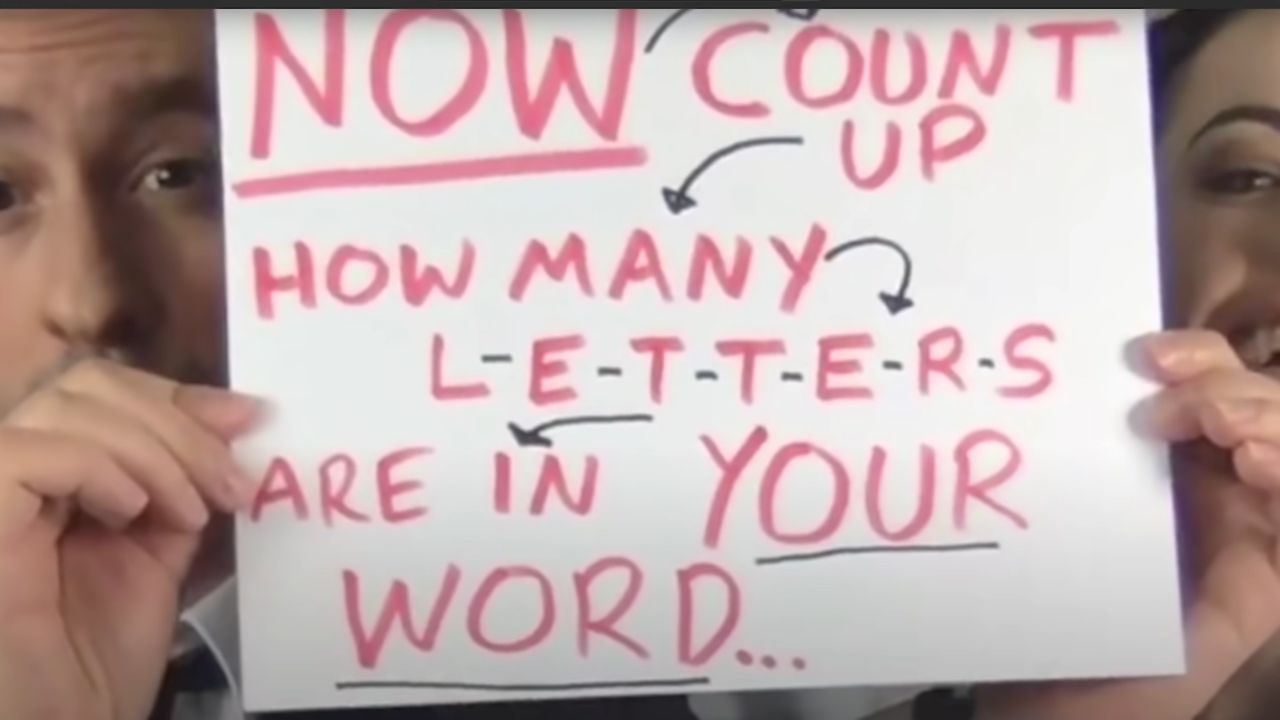 NOW COUNT
UP
HOW MANY
L-E-T-T-E-R-S
ARE IN YOUR
WORD...